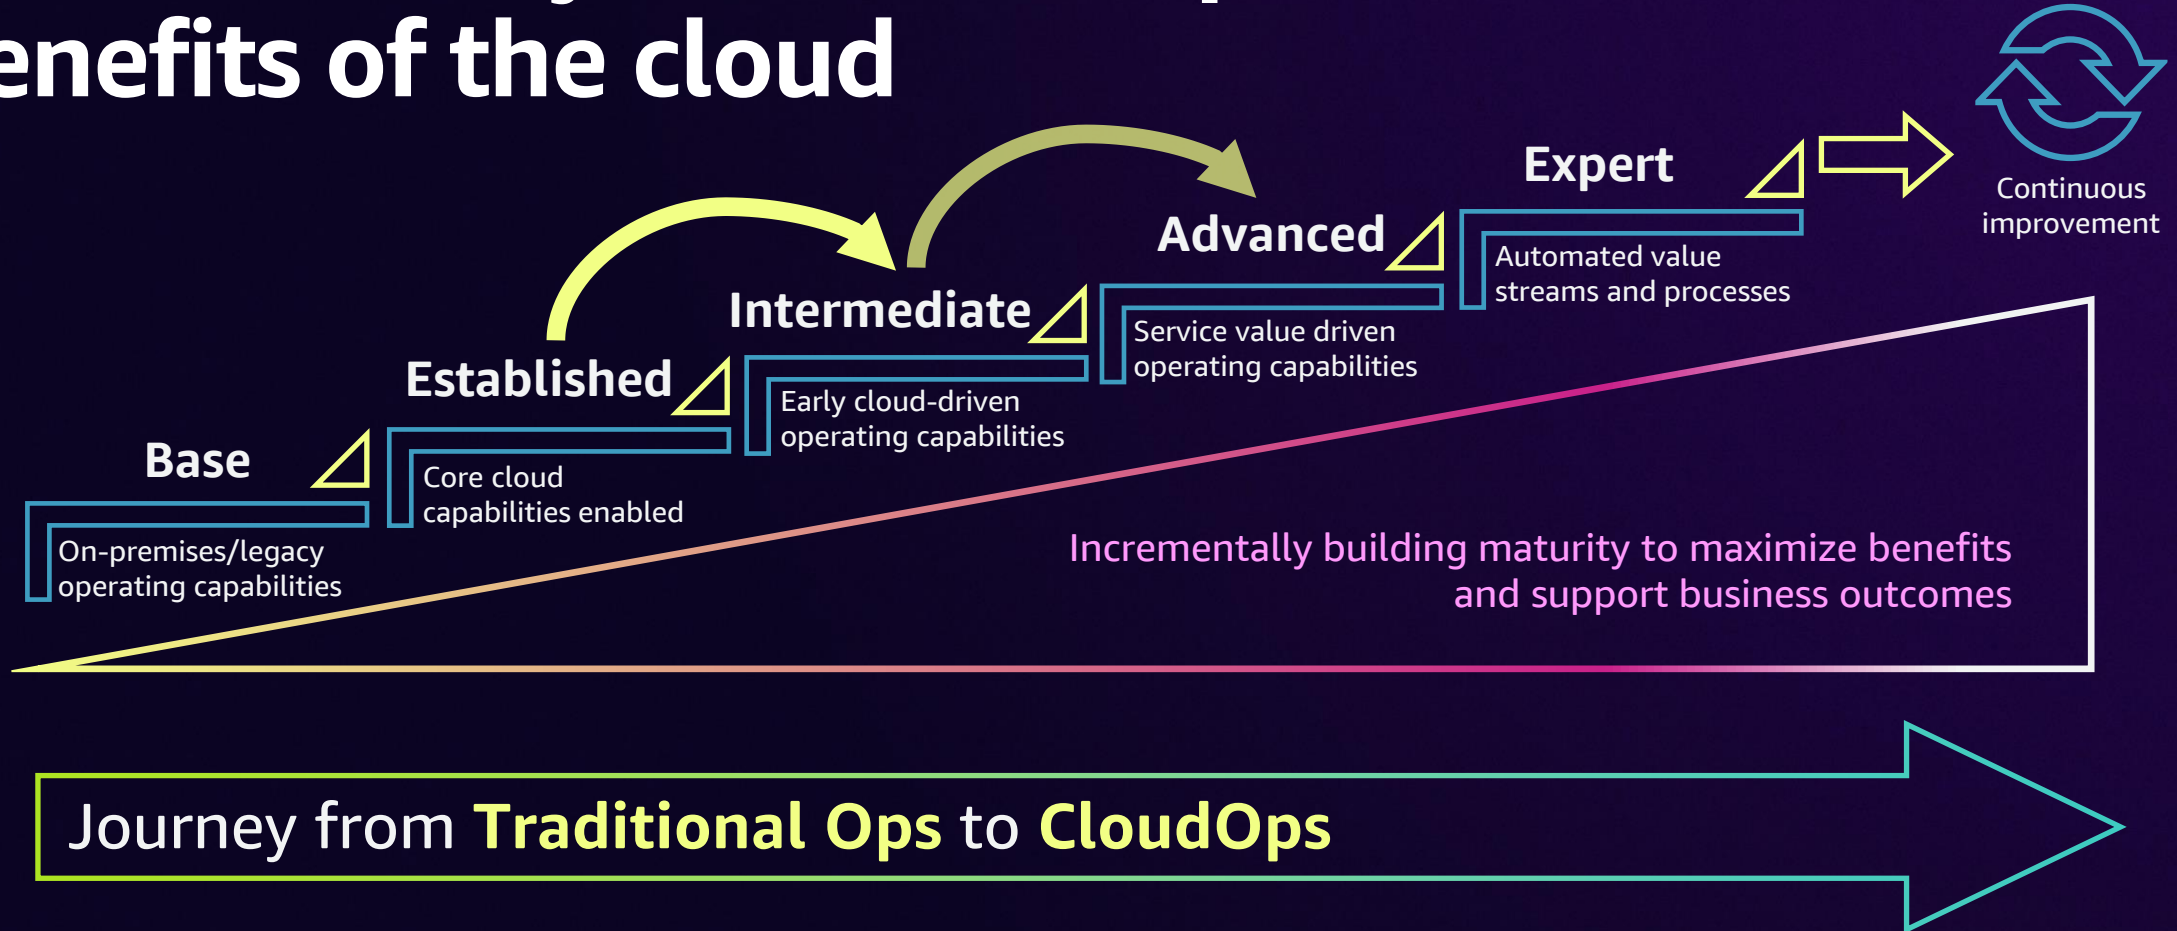 enefits of the cloud
Base
On-premises/legacy
operating capabilities
Established
Core cloud
capabilities enabled
Intermediate
Early cloud-driven
operating capabilities
Advanced
Service value driven
operating capabilities
Expert
Automated value
streams and processes
Continuous
improvement
Incrementally building maturity to maximize benefits
and support business outcomes
Journey from Traditional Ops to CloudOps